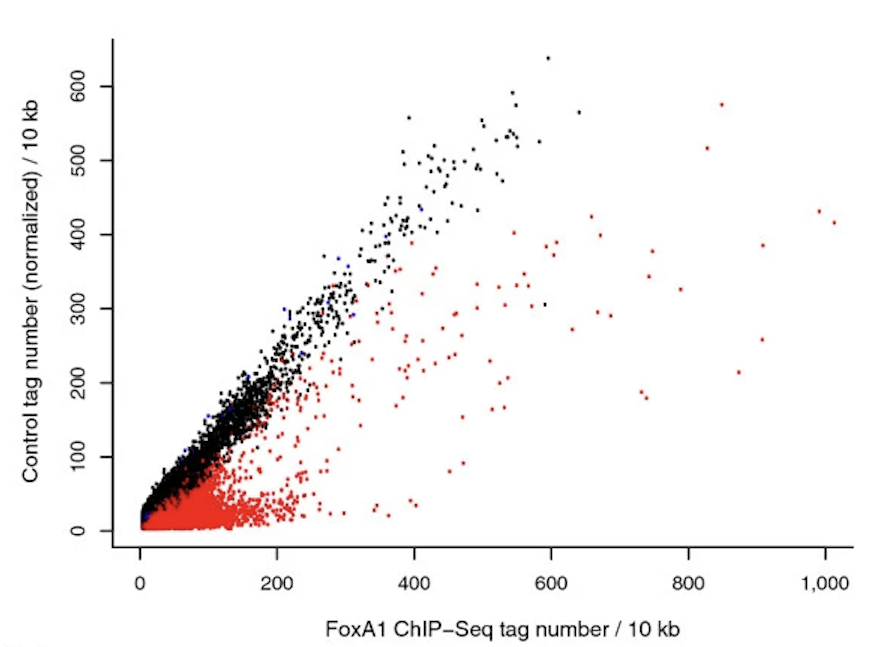 Control tag number (normalized) / 10 kb
600
500
400
300
200
100
0
0 200 400 600 800 1,000
FoxA1 ChIP−Seq tag number / 10 kb